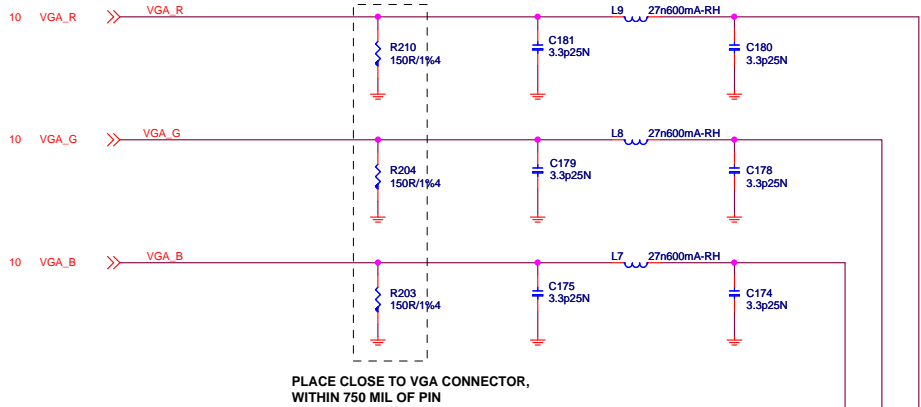 10 VGA_R VGA_R L9 27n600mA-RH
R210 C181 C180
150R/1%4 3.3p25N 3.3p25N
10 VGA_G VGA_G L8 27n600mA-RH
R204 C179 C178
150R/1%4 3.3p25N 3.3p25N
10 VGA_B VGA_B L7 27n600mA-RH
R203 C175 C174
150R/1%4 3.3p25N 3.3p25N
PLACE CLOSE TO VGA CONNECTOR,
WITHIN 750 MIL OF PIN